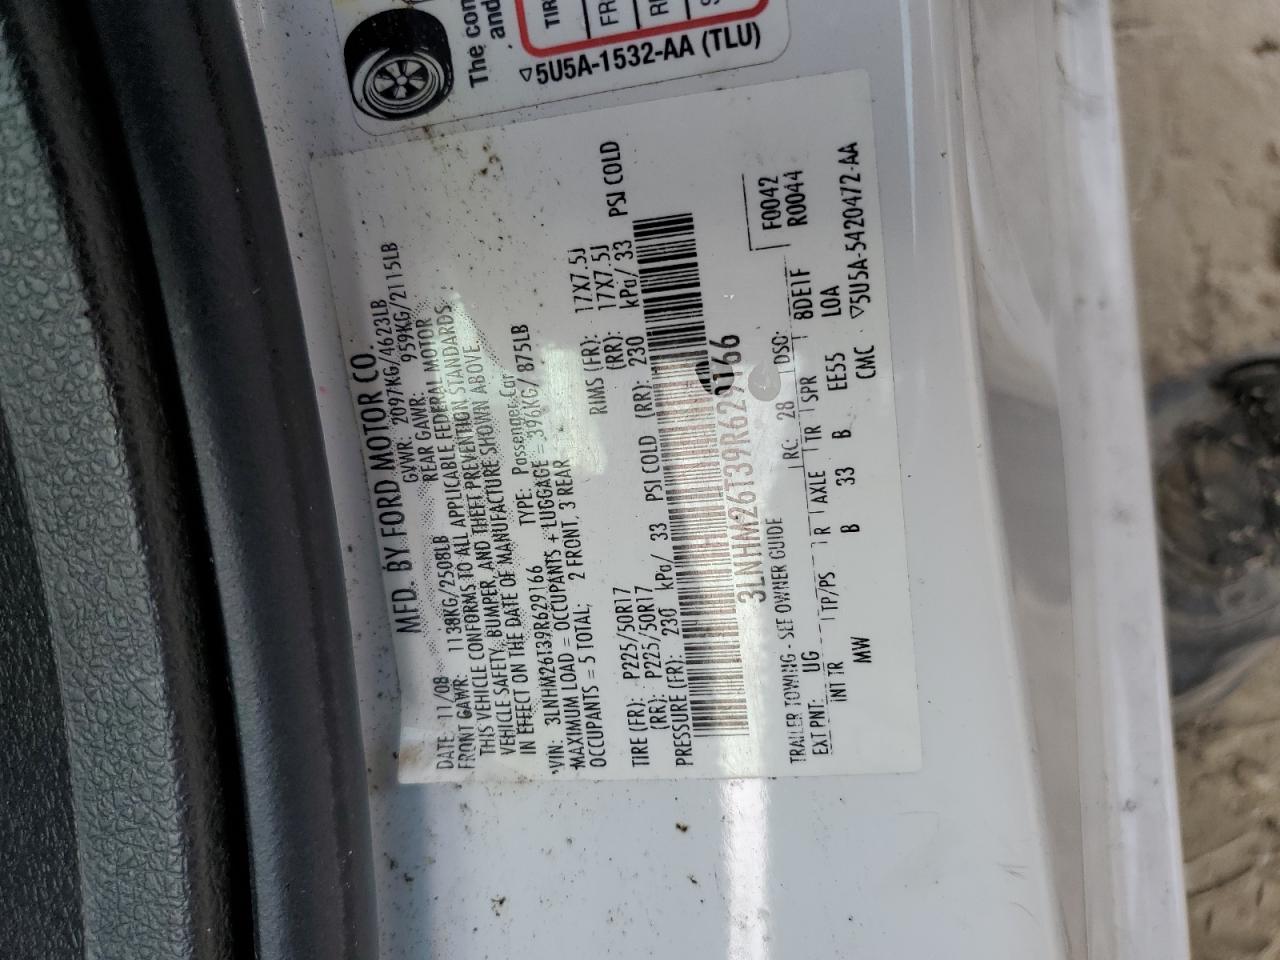 MFD. BY FORD MOTOR CO.
DATE: 11/08 GVWR: 2097KG/4623LB
FRONT GAWR: 1138KG/2508LB REAR GAWR: 959KG/2115LB
THIS VEHICLE CONFORMS TO ALL APPLICABLE FEDERAL MOTOR
VEHICLE SAFETY, BUMPER, AND THEFT PREVENTION STANDARDS
IN EFFECT ON THE DATE OF MANUFACTURE SHOWN ABOVE.
VIN: 3LNHM26T39R629166 TYPE: Passenger Car
MAXIMUM LOAD = OCCUPANTS + LUGGAGE = 396KG/ 875LB
OCCUPANTS = 5 TOTAL; 2 FRONT, 3 REAR
TIRE (FR): P225/50R17 RIMS (FR): 17X7.5J
(RR): P225/50R17 (RR): 17X7.5J
PRESSURE (FR): 230 kPa/ 33 PSI COLD (RR): 230 kPa/ 33 PSI COLD
3LNHM26T39R629166
TRAILER TOWING - SEE OWNER GUIDE F0042
EXT PNT: UG RC: 28 DSO: R0044
INT TR TP/PS R AXLE TR SPR 8DE1F
MW B 33 B EE55 LOA
CMC ▽5U5A-5420472-AA
The con
and
TIR
FR
RE
S
▽5U5A-1532-AA (TLU)